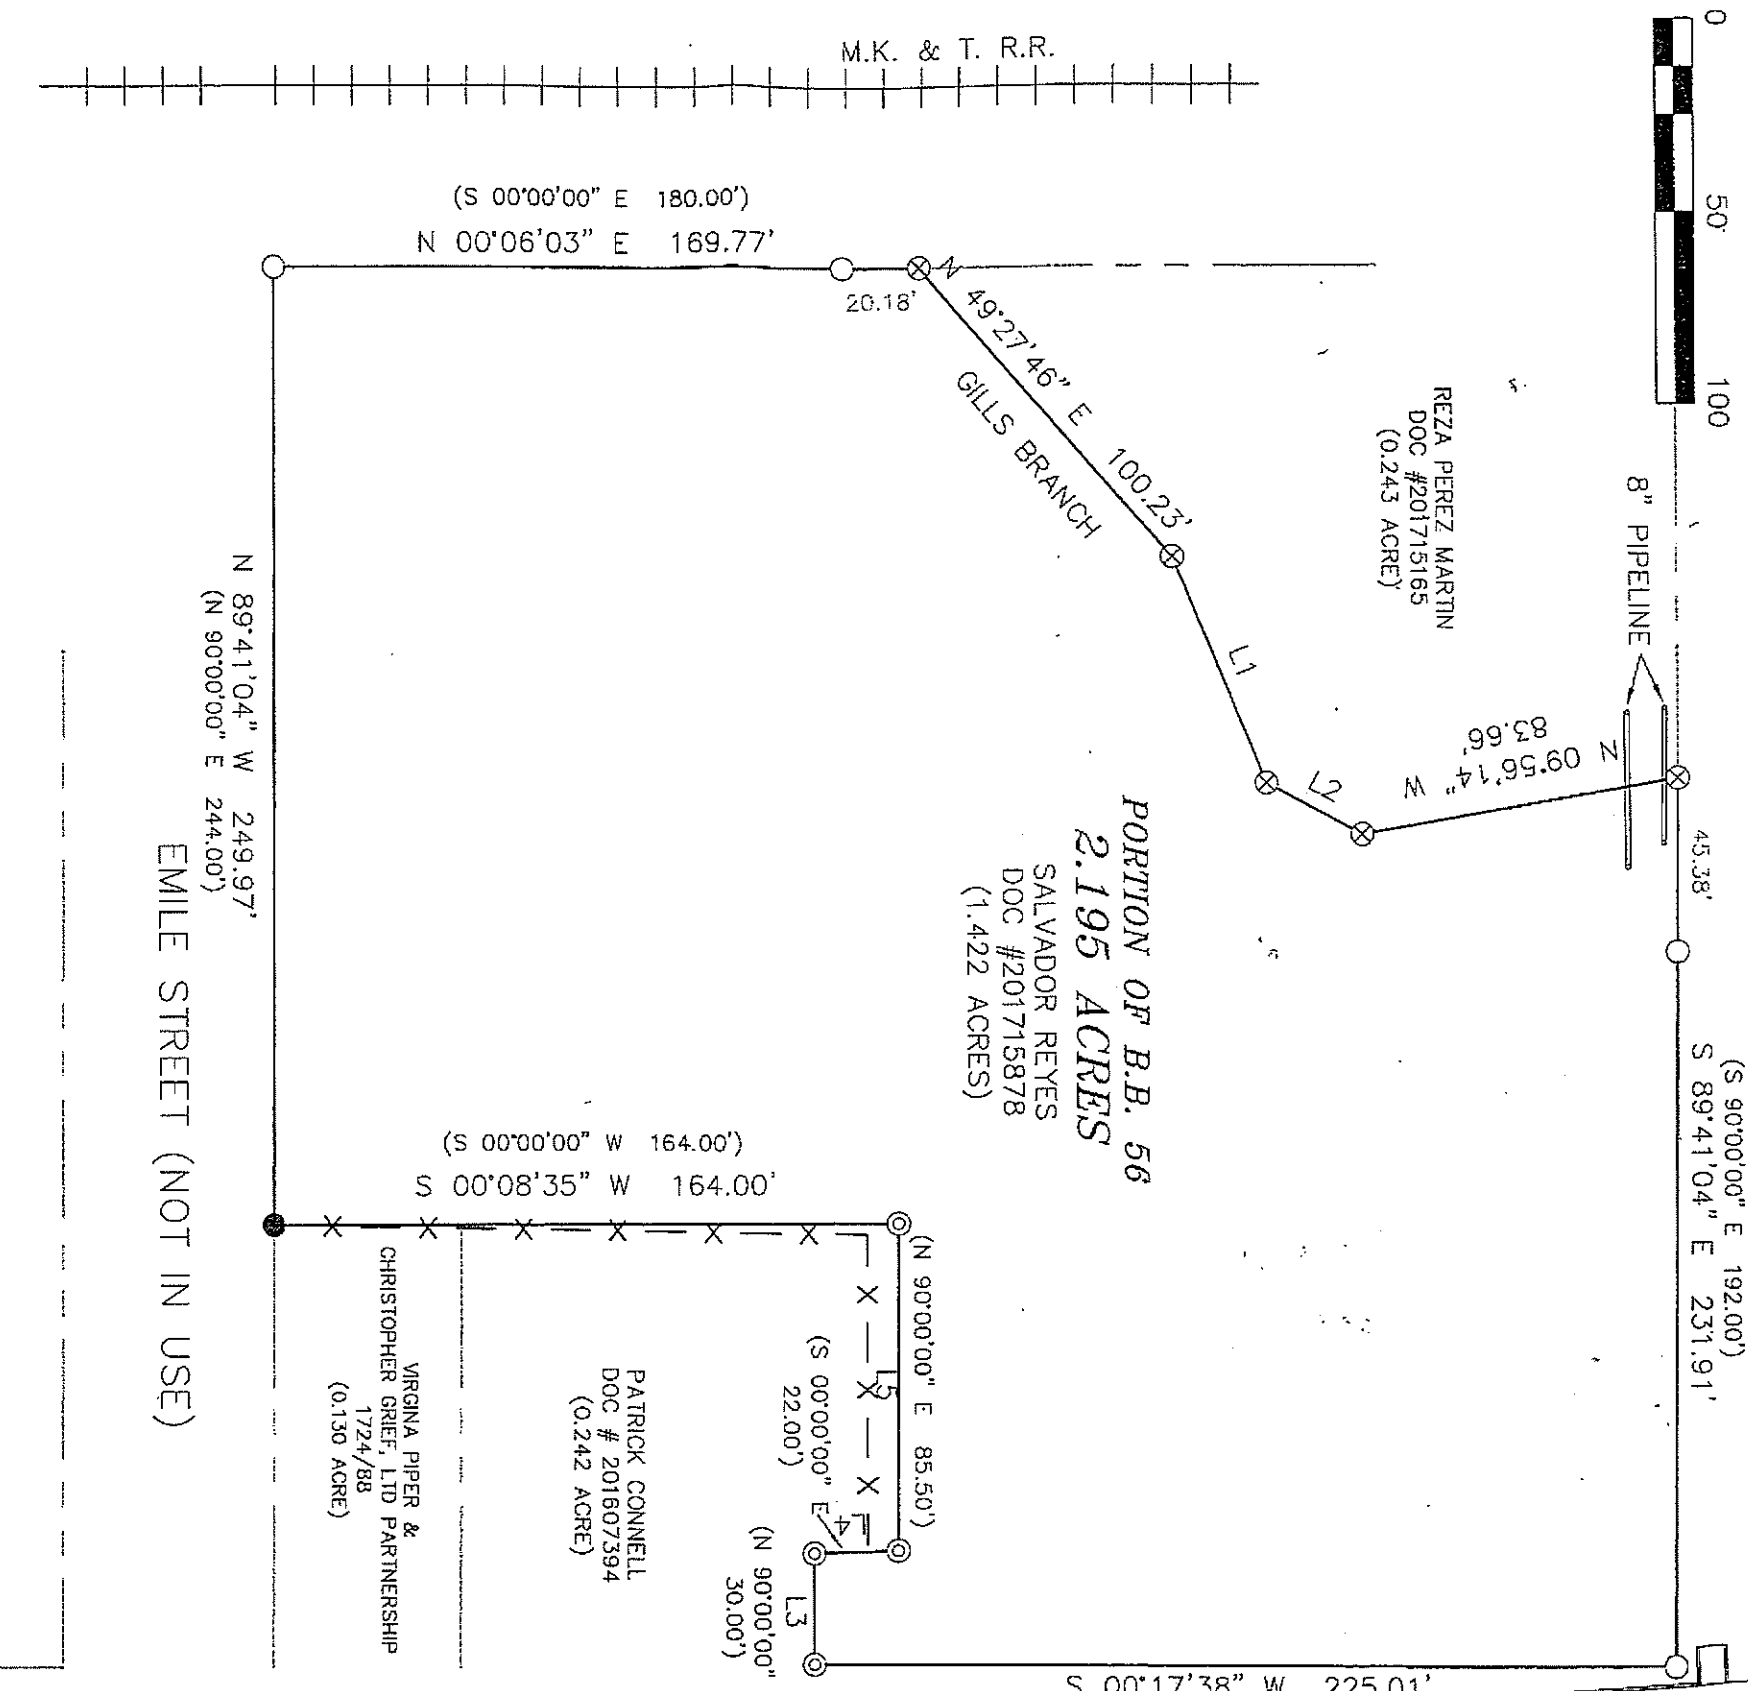 M.K. & T. R.R.
0
50'
100
(S 00°00'00" E 180.00')
N 00°06'03" E 169.77'
20.18'
N 49°27'46" E 100.23'
GILLS BRANCH
L1
L2
REZA PEREZ MARTIN
DOC #201715165
(0.243 ACRE)
8" PIPELINE
N 09°56'14" W
83.66'
45.38'
(S 90°00'00" E 192.00')
S 89°41'04" E 231.91'
PORTION OF B.B. 56
2.195 ACRES
SALVADOR REYES
DOC #201715878
(1.422 ACRES)
N 89°41'04" W 249.97'
(N 90°00'00" E 244.00')
EMILE STREET (NOT IN USE)
(S 00°00'00" W 164.00')
S 00°08'35" W 164.00'
(N 90°00'00" E 85.50')
L5
(S 00°00'00" E
22.00')
L4
L3
(N 90°00'00"
30.00')
PATRICK CONNELL
DOC # 201607394
(0.242 ACRE)
VIRGINA PIPER &
CHRISTOPHER GRIEF, LTD PARTNERSHIP
1724/88
(0.130 ACRE)
S 00°17'38" W 225.01'